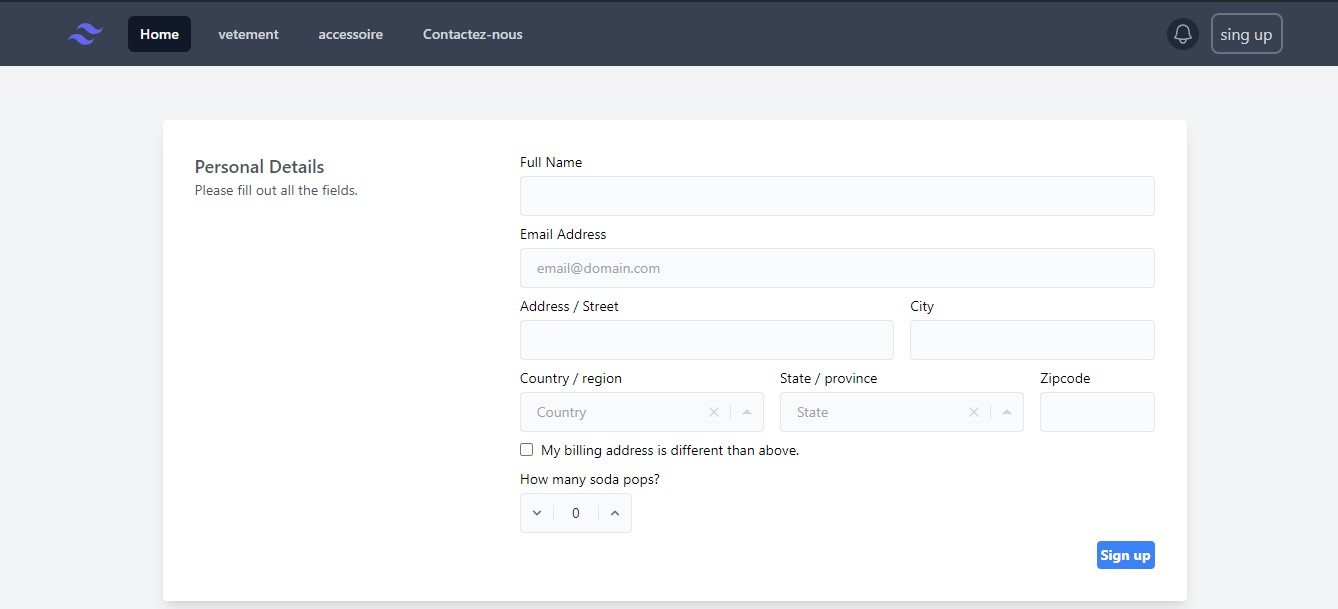 Home vetement accessoire Contactez-nous sing up
Personal Details
Please fill out all the fields.
Full Name
Email Address
email@domain.com
Address / Street City
Country / region State / province Zipcode
Country State
My billing address is different than above.
How many soda pops?
0
Sign up